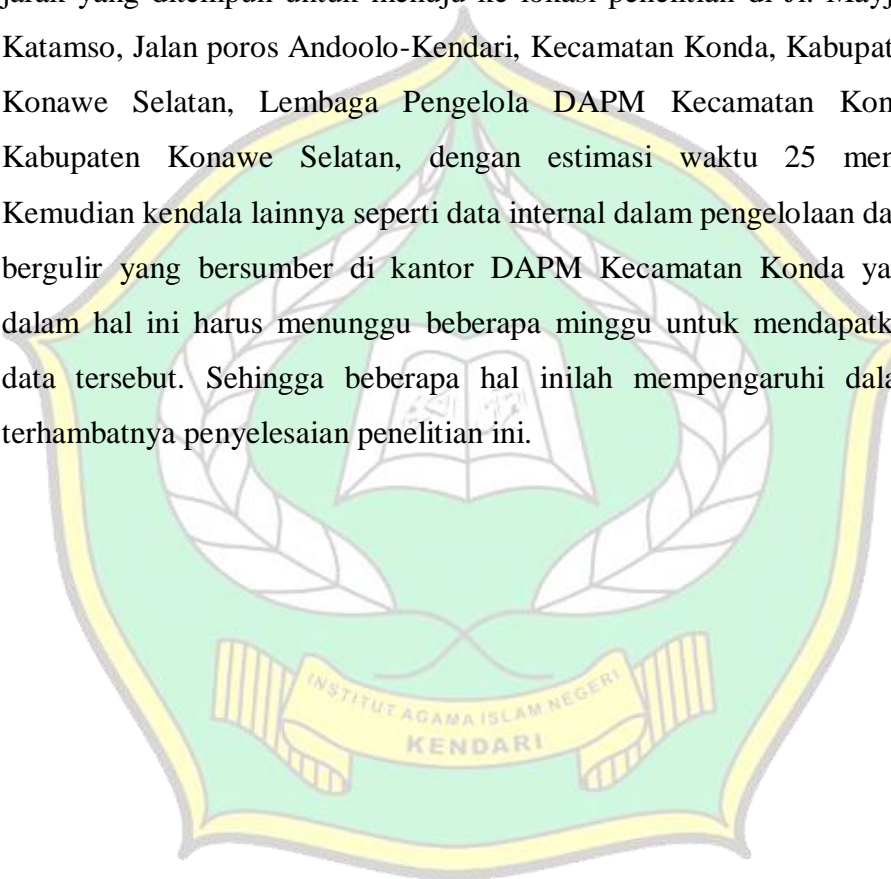 jarak yang ditempuh untuk menuju ke lokasi penelitian di Jl. Mayj
Katamso, Jalan poros Andoolo-Kendari, Kecamatan Konda, Kabupat
Konawe Selatan, Lembaga Pengelola DAPM Kecamatan Kon
Kabupaten Konawe Selatan, dengan estimasi waktu 25 men
Kemudian kendala lainnya seperti data internal dalam pengelolaan da
bergulir yang bersumber di kantor DAPM Kecamatan Konda ya
dalam hal ini harus menunggu beberapa minggu untuk mendapatk
data tersebut. Sehingga beberapa hal inilah mempengaruhi dala
terhambatnya penyelesaian penelitian ini.
INSTITUT AGAMA ISLAM NEGERI
KENDARI